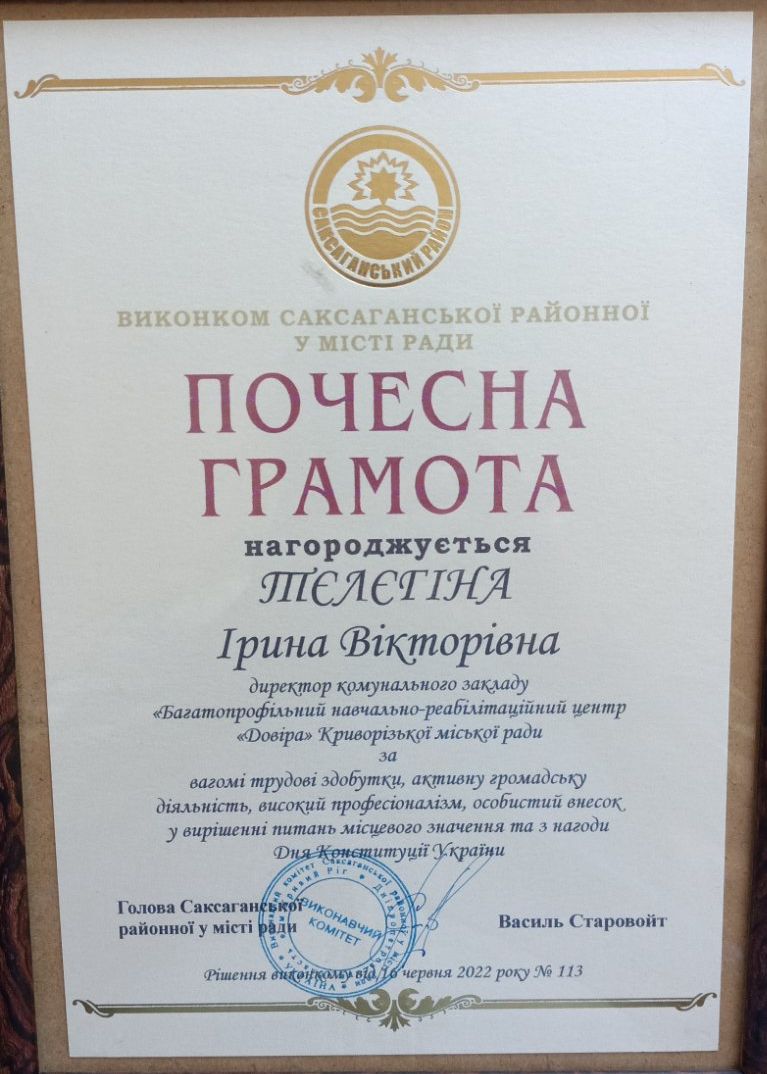 САКСАГАНСЬКИЙ РАЙОН
ВИКОНКОМ САКСАГАНСЬКОЇ РАЙОННОЇ
У МІСТІ РАДИ
ПОЧЕСНА
ГРАМОТА
нагороджується
ТЄЛЄГІНА
Ірина Вікторівна
директор комунального закладу
«Багатопрофільний навчально-реабілітаційний центр
«Довіра» Криворізької міської ради
за
вагомі трудові здобутки, активну громадську
діяльність, високий професіоналізм, особистий внесок
у вирішенні питань місцевого значення та з нагоди
Дня Конституції України
Голова Саксаганської
районної у місті ради
Василь Старовойт
ВИКОНАВЧИЙ
КОМІТЕТ
Рішення виконкому від 16 червня 2022 року № 113